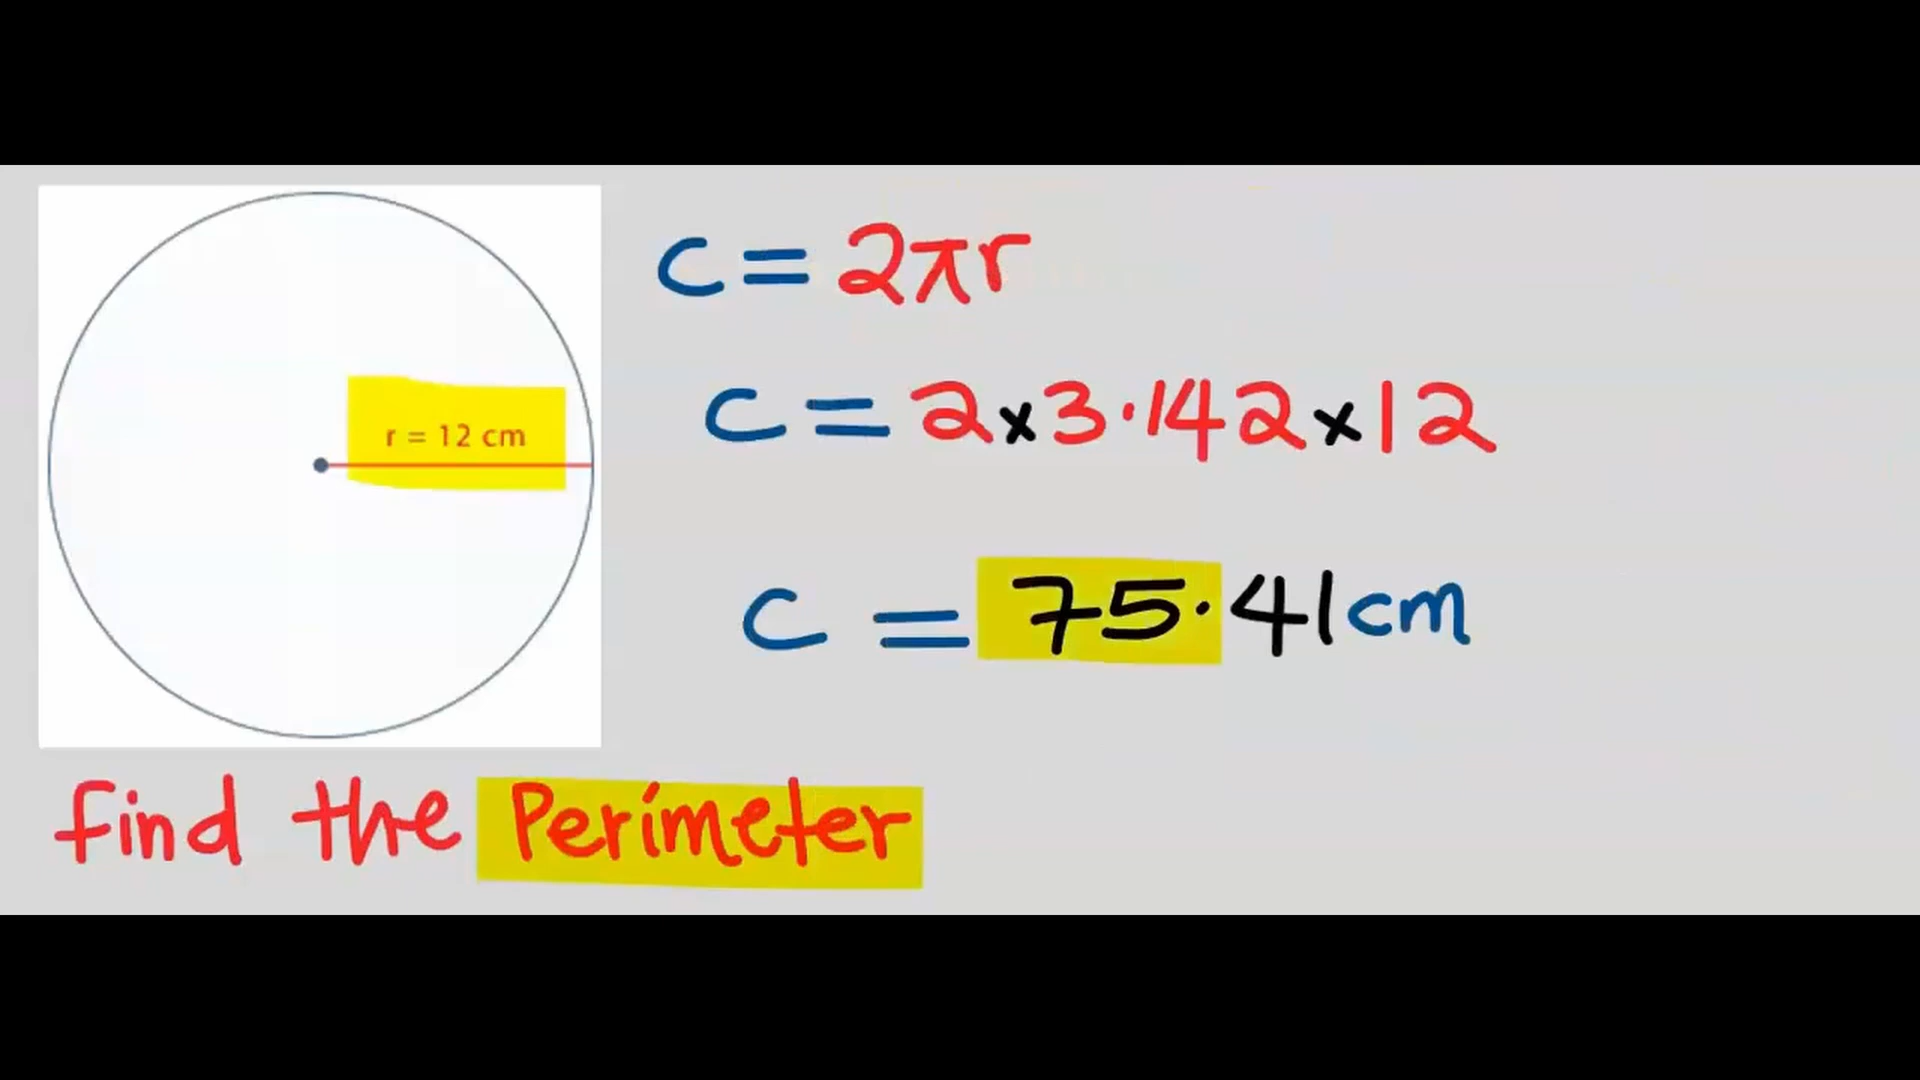 c = 2πr
r = 12 cm
c = 2×3·142×12
c = 75·41cm
find the Perimeter